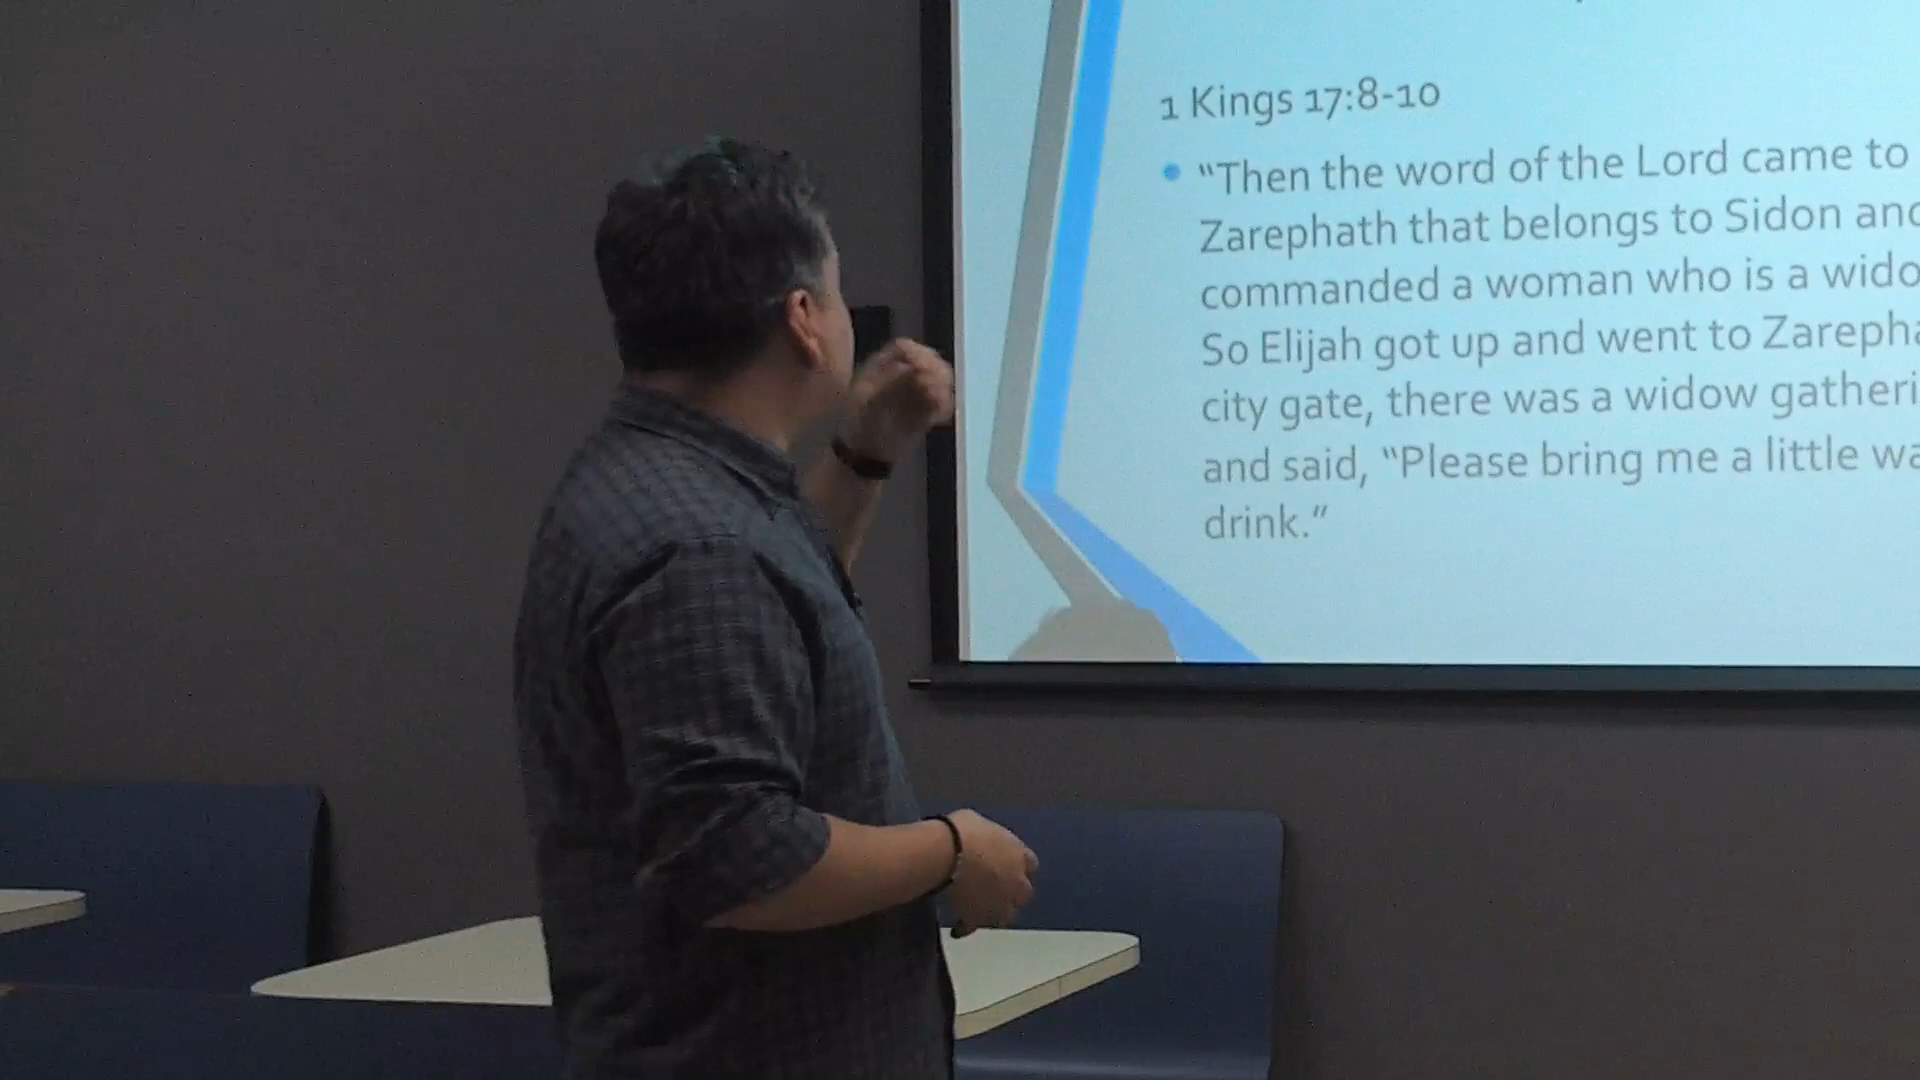 1 Kings 17:8-10
• “Then the word of the Lord came to
Zarephath that belongs to Sidon and
commanded a woman who is a
So Elijah got up and went to
city gate, there was a widow
and said, “Please bring me a little
drink.”